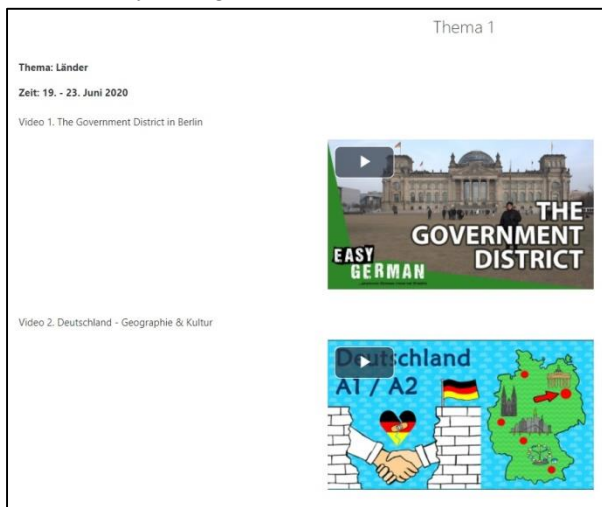 Thema 1
Thema: Länder
Zeit: 19. - 23. Juni 2020
Video 1. The Government District in Berlin
THE
GOVERNMENT
DISTRICT
EASY
GERMAN
Video 2. Deutschland - Geographie & Kultur
Deutschland
A1 / A2